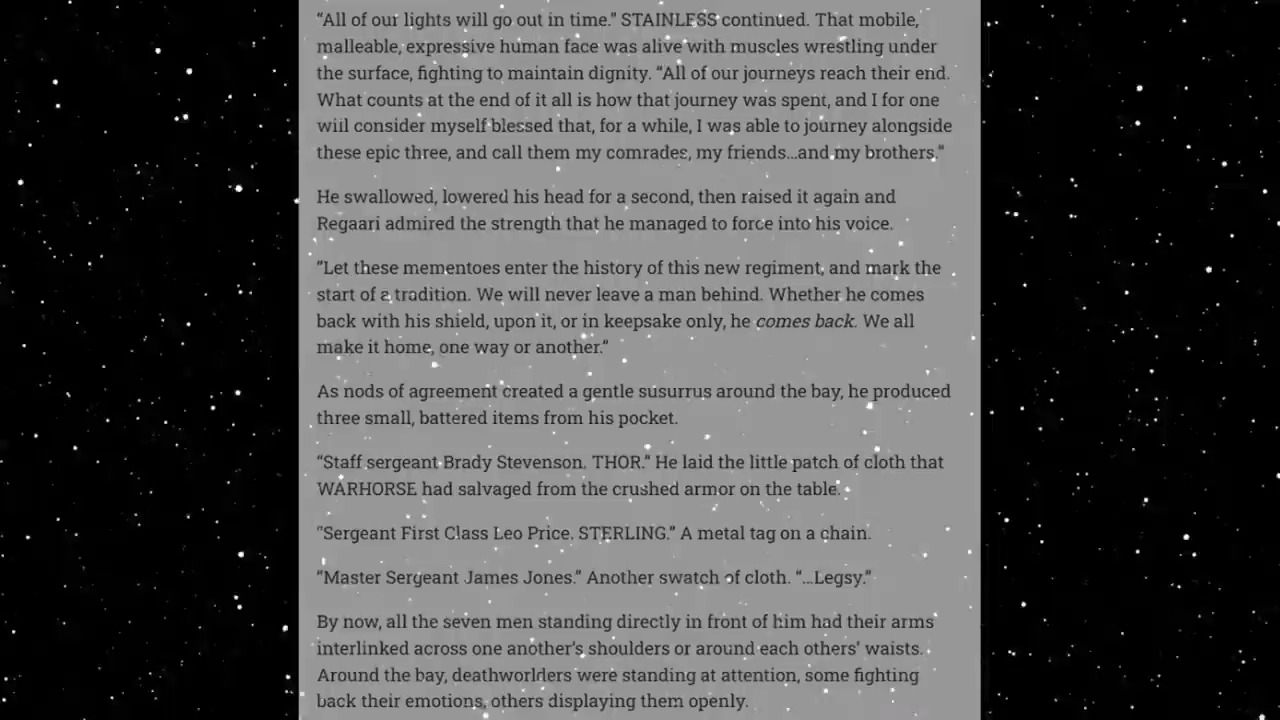 “All of our lights will go out in time.” STAINLESS continued. That mobile,
malleable, expressive human face was alive with muscles wrestling under
the surface, fighting to maintain dignity. “All of our journeys reach their end.
What counts at the end of it all is how that journey was spent, and I for one
will consider myself blessed that, for a while, I was able to journey alongside
these epic three, and call them my comrades, my friends…and my brothers.”
He swallowed, lowered his head for a second, then raised it again and
Regaari admired the strength that he managed to force into his voice.
“Let these mementoes enter the history of this new regiment, and mark the
start of a tradition. We will never leave a man behind. Whether he comes
back with his shield, upon it, or in keepsake only, he comes back. We all
make it home, one way or another.”
As nods of agreement created a gentle susurrus around the bay, he produced
three small, battered items from his pocket.
“Staff sergeant Brady Stevenson. THOR.” He laid the little patch of cloth that
WARHORSE had salvaged from the crushed armor on the table.
“Sergeant First Class Leo Price. STERLING.” A metal tag on a chain.
“Master Sergeant James Jones.” Another swatch of cloth. “…Legsy.”
By now, all the seven men standing directly in front of him had their arms
interlinked across one another’s shoulders or around each others’ waists.
Around the bay, deathworlders were standing at attention, some fighting
back their emotions, others displaying them openly.